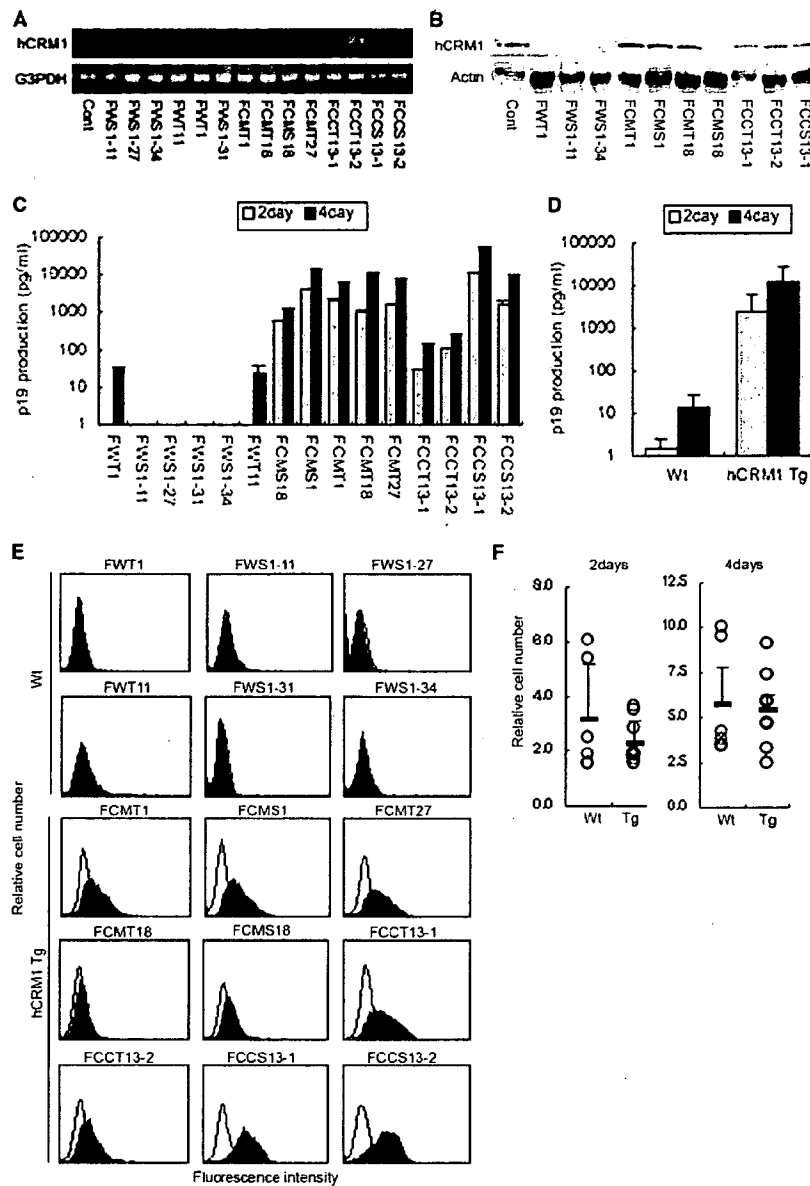 A
hCRM1
G3PDH
Cont
FWS1-11
FWS1-27
FWS1-34
FWT11
FWT1
FWS1-31
FCMT1
FCMT18
FCMS18
FCMT27
FCCT13-1
FCCT13-2
FCCS13-1
FCCS13-2
B
hCRM1
Actin
Cont
FWT1
FWS1-11
FWS1-34
FCMT1
FCMS1
FCMT18
FCMS18
FCCT13-1
FCCT13-2
FCCS13-1
C
2day 4day
p19 production (pg/ml)
100000
10000
1000
100
10
1
FWT1
FWS1-11
FWS1-27
FWS1-31
FWS1-34
FWT11
FCMS18
FCMS1
FCMT1
FCMT18
FCMT27
FCCT13-1
FCCT13-2
FCCS13-1
FCCS13-2
D
2day 4day
p19 production (pg/ml)
100000
10000
1000
100
10
1
Wt hCRM1 Tg
E
Relative cell number
Wt
FWT1 FWS1-11 FWS1-27
FWT11 FWS1-31 FWS1-34
hCRM1 Tg
FCMT1 FCMS1 FCMT27
FCMT18 FCMS18 FCCT13-1
FCCT13-2 FCCS13-1 FCCS13-2
Fluorescence intensity
F
2days 4days
Relative cell number
8.0
6.0
4.0
2.0
0.0
Wt Tg
12.5
10.0
7.5
5.0
2.5
0.0
Wt Tg